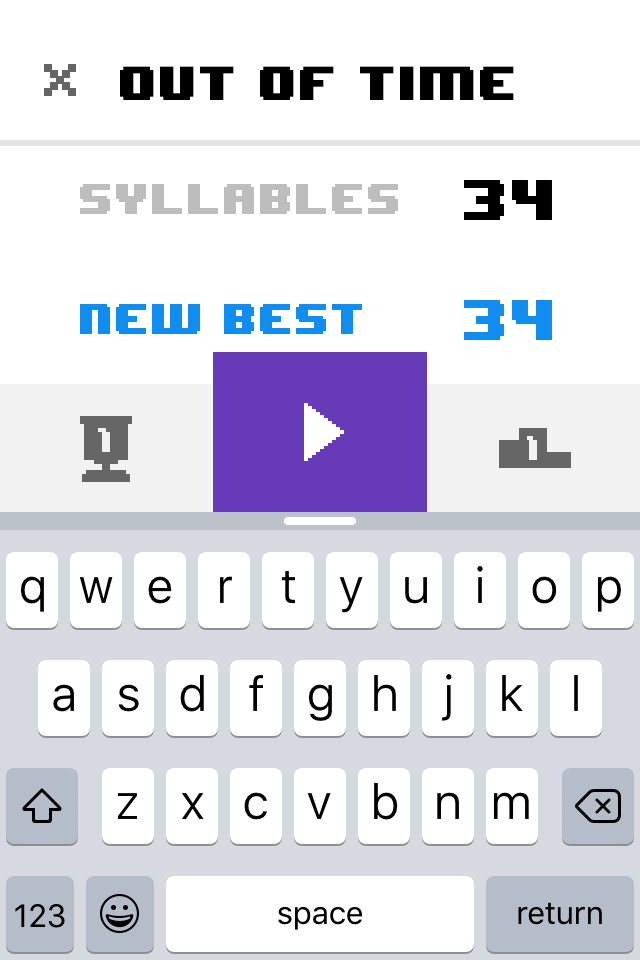 OUT OF TIME
SYLLABLES 34
NEW BEST 34
1 1
q w e r t y u i o p
a s d f g h j k l
z x c v b n m
123 space return